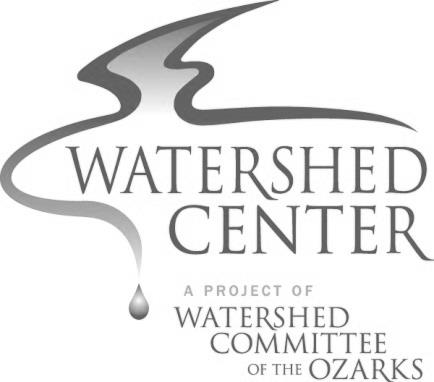 WATERSHED
CENTER
A PROJECT OF
WATERSHED
COMMITTEE
OF THE OZARKS